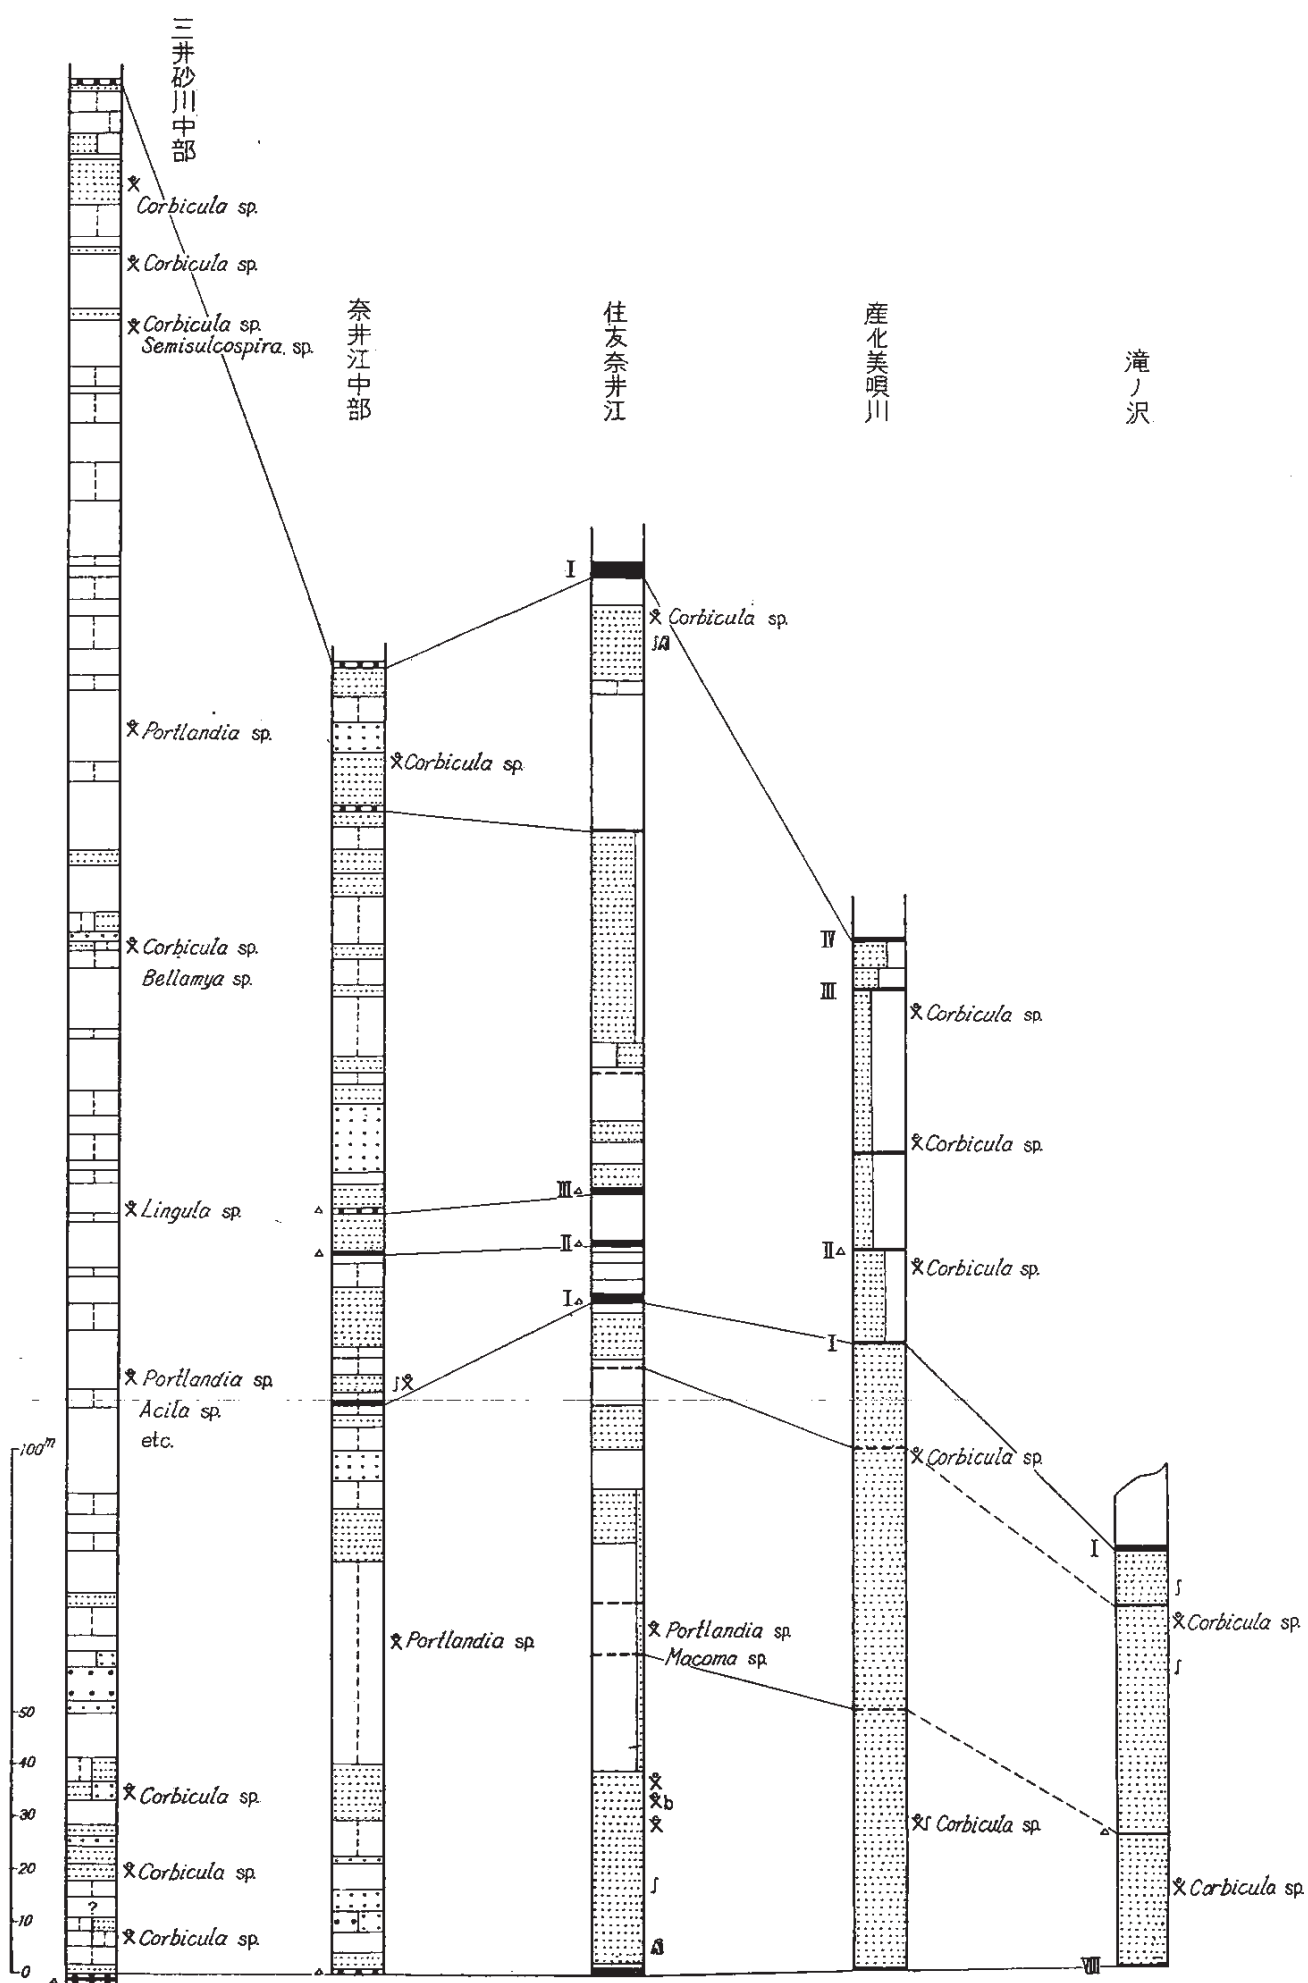 三井砂川中部
Corbicula sp.
Corbicula sp.
Corbicula sp.
Semisulcospira, sp.
Portlandia sp.
Corbicula sp.
Bellamya sp.
Lingula sp.
Portlandia sp.
Acila sp.
etc.
Corbicula sp.
Corbicula sp.
?
Corbicula sp.
100m
50
40
30
20
10
0
奈井江中部
Corbicula sp.
Portlandia sp.
住友奈井江
I
Corbicula sp.
III
II
I
Portlandia sp.
Macoma sp.
b
産化美唄川
IV
III
Corbicula sp.
Corbicula sp.
II
Corbicula sp.
I
Corbicula sp.
Corbicula sp.
滝ノ沢
I
Corbicula sp.
Corbicula sp.
VIII